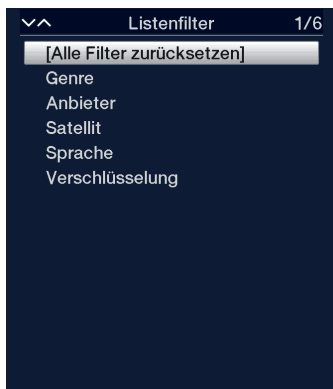 Listenfilter 1/6
[Alle Filter zurücksetzen]
Genre
Anbieter
Satellit
Sprache
Verschlüsselung